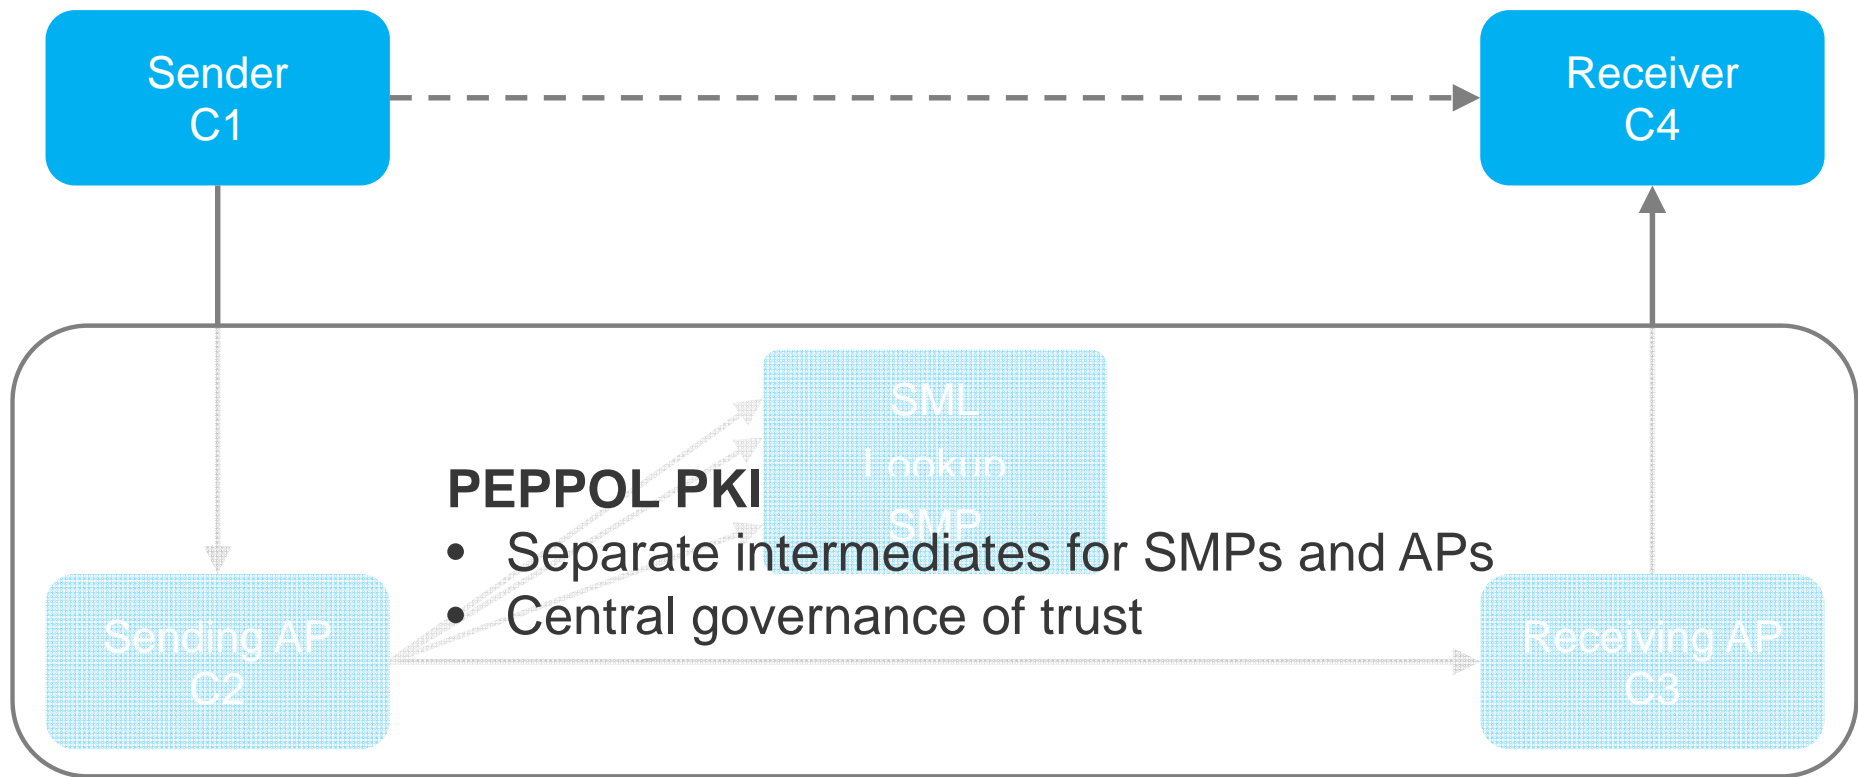 Sender
C1
Receiver
C4
SML
Lookup
SMP
PEPPOL PKI
• Separate intermediates for SMPs and APs
• Central governance of trust
Sending AP
C2
Receiving AP
C3